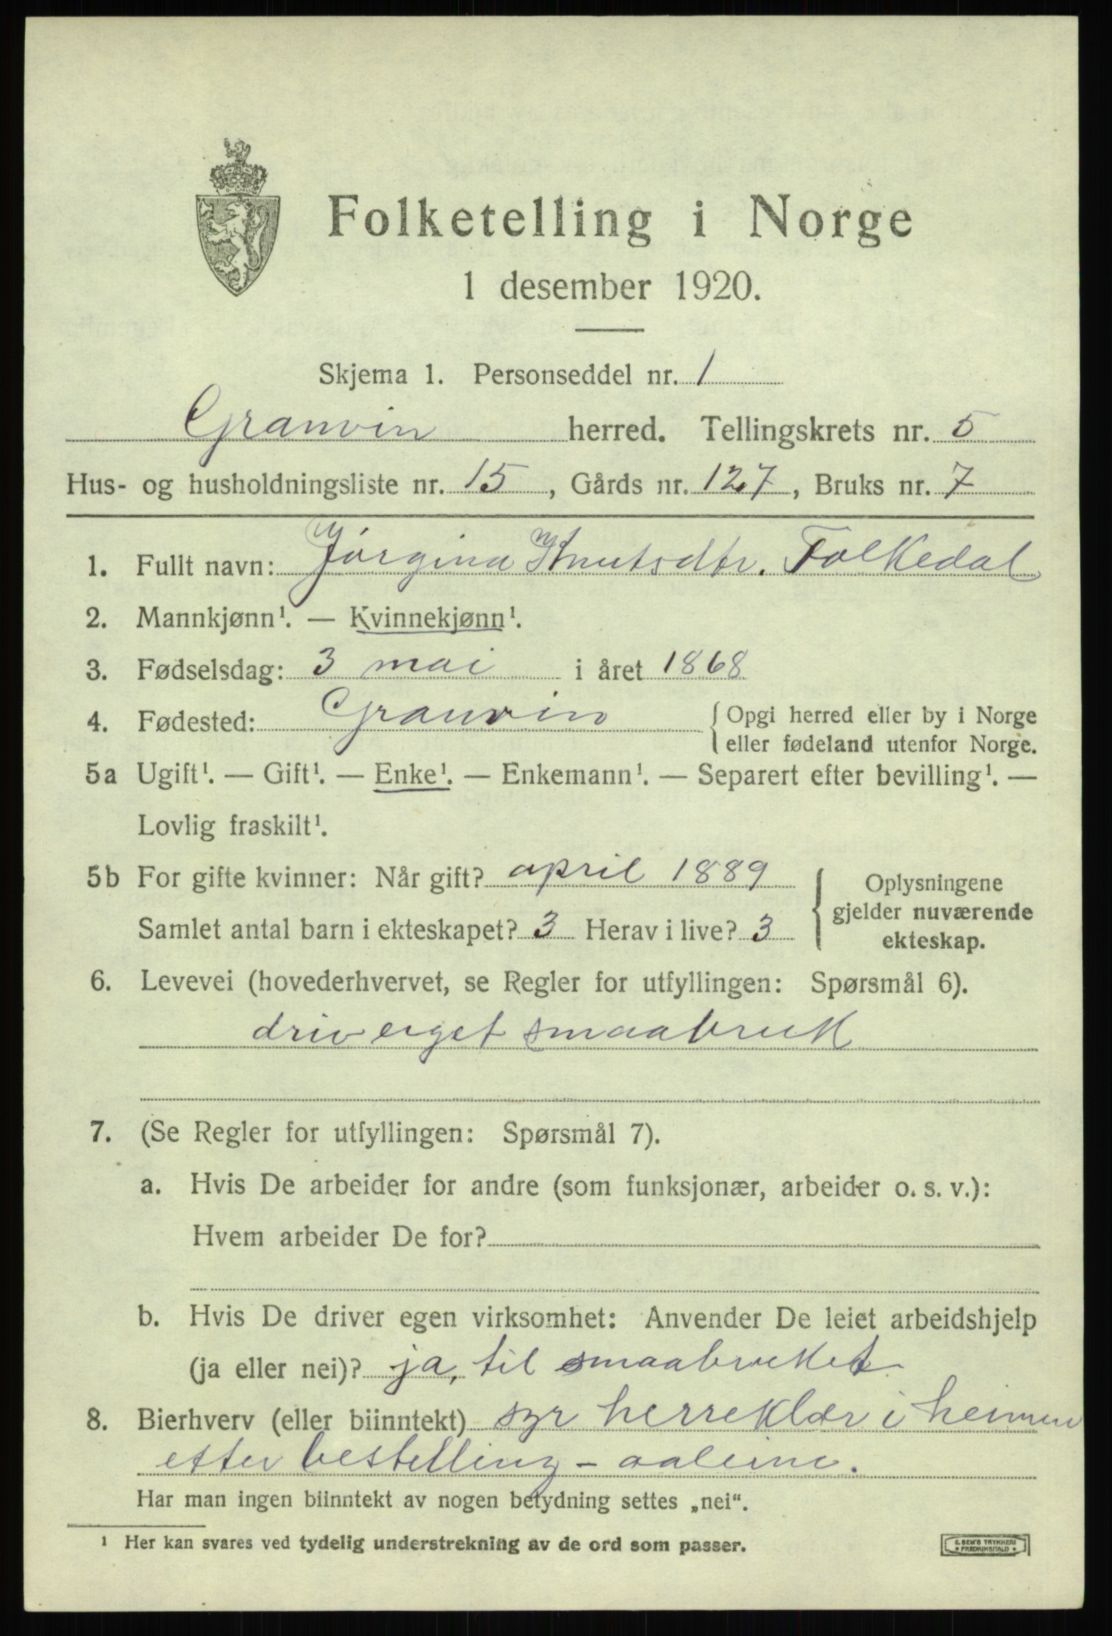 Folketelling i Norge
1 desember 1920.
Skjema 1. Personseddel nr. 1
Granvin herred. Tellingskrets nr. 5
Hus- og husholdningsliste nr. 15, Gårds nr. 127, Bruks nr. 7
1. Fullt navn: Jørgina Knutsdtr. Folkedal
2. Mannkjønn¹. — Kvinnekjønn¹.
3. Fødselsdag: 3 mai i året 1868
4. Fødested: Granvin { Opgi herred eller by i Norge
eller fødeland utenfor Norge.
5a Ugift¹. — Gift¹. — Enke¹. — Enkemann¹. — Separert efter bevilling¹. —
Lovlig fraskilt¹.
5b For gifte kvinner: Når gift? april 1889
Samlet antal barn i ekteskapet? 3 Herav i live? 3
{ Oplysningene
gjelder nuværende
ekteskap.
6. Levevei (hovederhvervet, se Regler for utfyllingen: Spørsmål 6).
driv eiget smaabruk
7. (Se Regler for utfyllingen: Spørsmål 7).
a. Hvis De arbeider for andre (som funksjonær, arbeider o. s. v.):
Hvem arbeider De for?
b. Hvis De driver egen virksomhet: Anvender De leiet arbeidshjelp
(ja eller nei)? ja, til smaabruket
8. Bierhverv (eller biinntekt) syr herreklær i heimen
etter bestelling – aaleine.
Har man ingen biinntekt av nogen betydning settes „nei“.
¹ Her kan svares ved tydelig understrekning av de ord som passer.